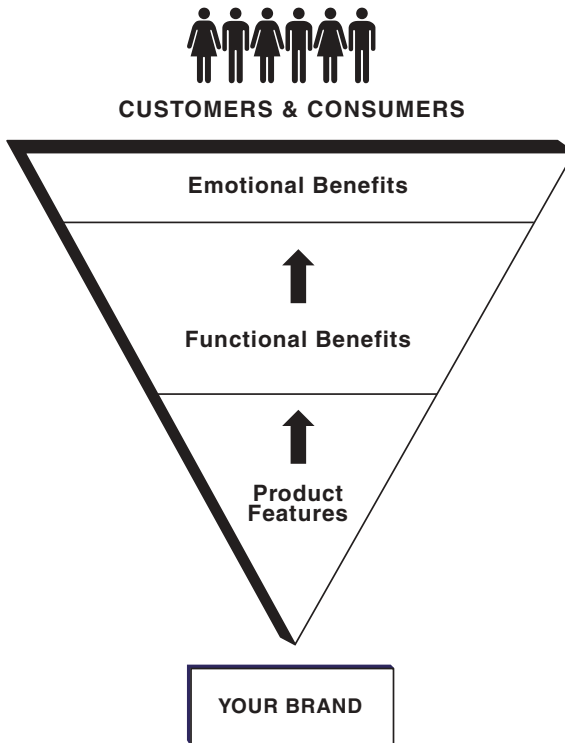 CUSTOMERS & CONSUMERS
Emotional Benefits
Functional Benefits
Product
Features
YOUR BRAND